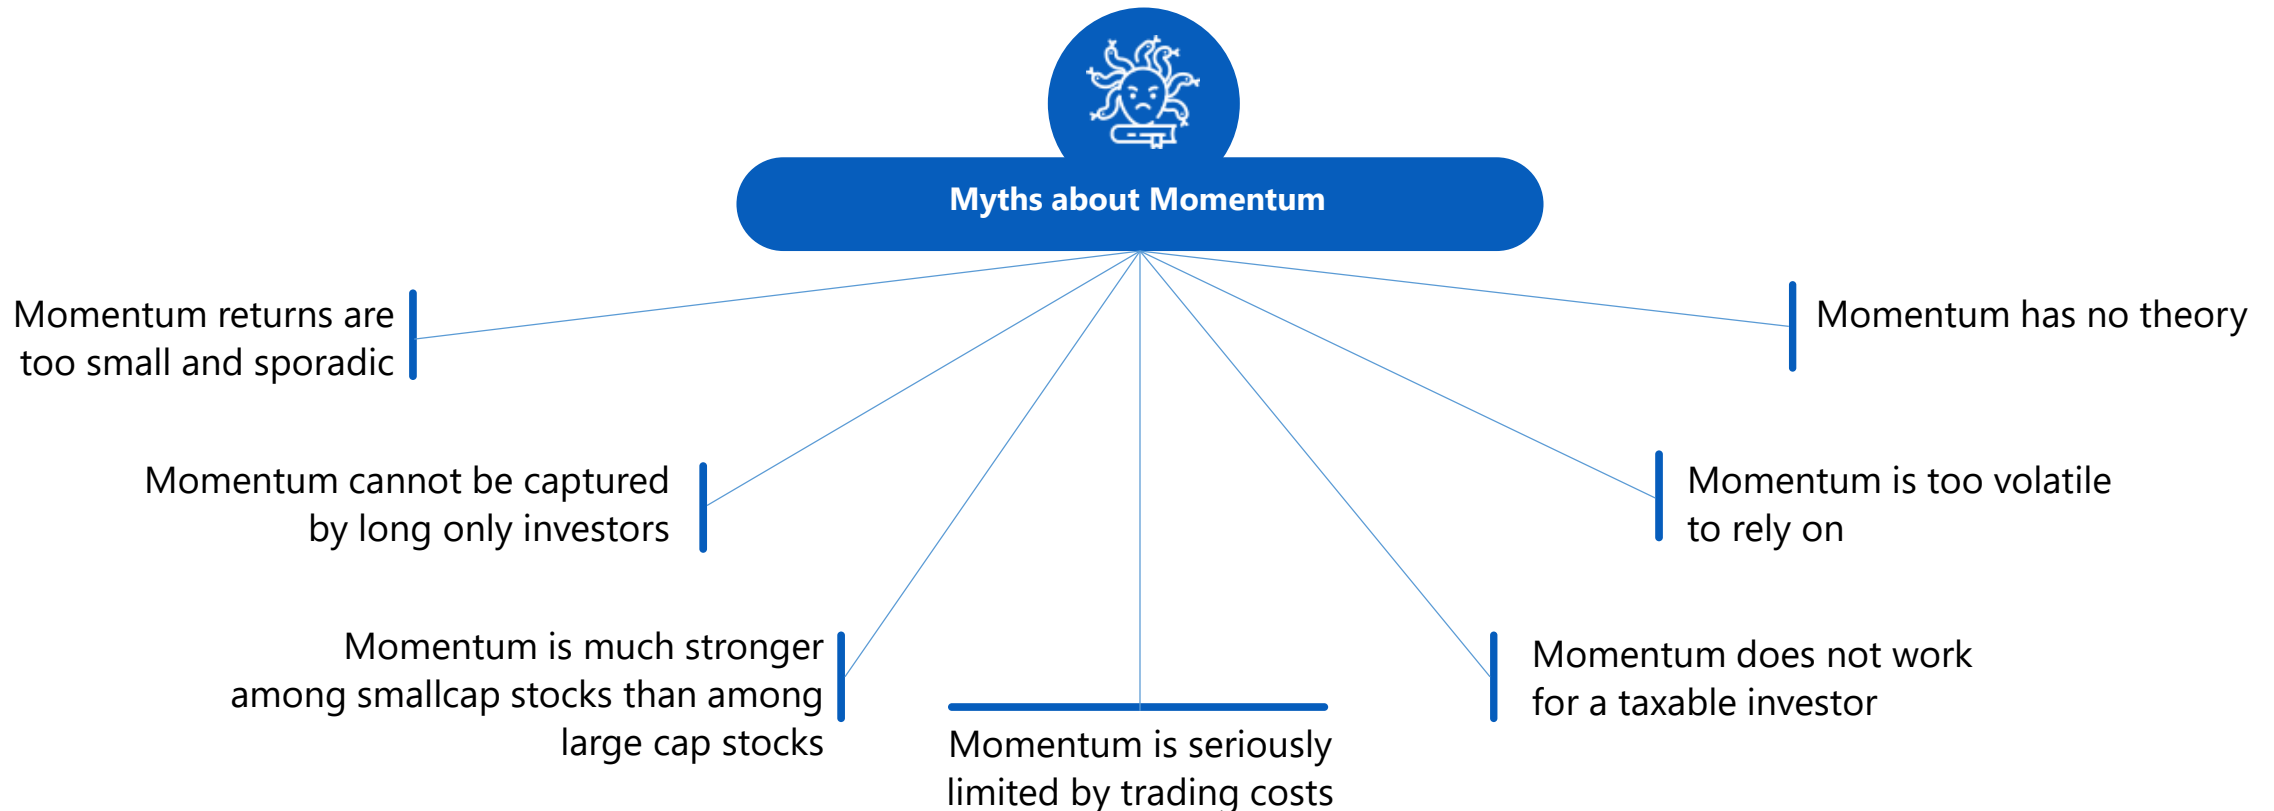 Myths about Momentum
Momentum returns are
too small and sporadic
Momentum cannot be captured
by long only investors
Momentum is much stronger
among smallcap stocks than among
large cap stocks
Momentum is seriously
limited by trading costs
Momentum does not work
for a taxable investor
Momentum is too volatile
to rely on
Momentum has no theory